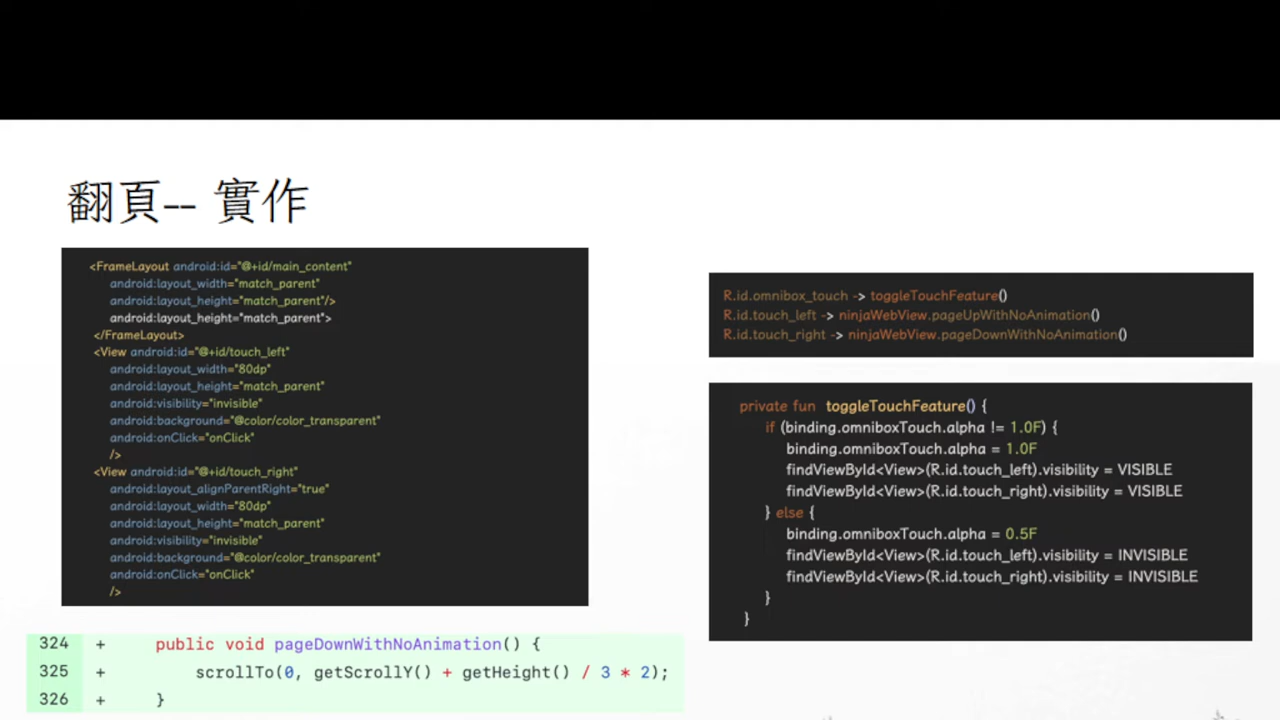 翻頁-- 實作
<FrameLayout android:id="@+id/main_content"
android:layout_width="match_parent"
android:layout_height="match_parent"/>
android:layout_height="match_parent">
</FrameLayout>
<View android:id="@+id/touch_left"
android:layout_width="80dp"
android:layout_height="match_parent"
android:visibility="invisible"
android:background="@color/color_transparent"
android:onClick="onClick"
/>
<View android:id="@+id/touch_right"
android:layout_alignParentRight="true"
android:layout_width="80dp"
android:layout_height="match_parent"
android:visibility="invisible"
android:background="@color/color_transparent"
android:onClick="onClick"
/>
324 + public void pageDownWithNoAnimation() {
325 + scrollTo(0, getScrollY() + getHeight() / 3 * 2);
326 + }
R.id.omnibox_touch -> toggleTouchFeature()
R.id.touch_left -> ninjaWebView.pageUpWithNoAnimation()
R.id.touch_right -> ninjaWebView.pageDownWithNoAnimation()
private fun toggleTouchFeature() {
if (binding.omniboxTouch.alpha != 1.0F) {
binding.omniboxTouch.alpha = 1.0F
findViewById<View>(R.id.touch_left).visibility = VISIBLE
findViewById<View>(R.id.touch_right).visibility = VISIBLE
} else {
binding.omniboxTouch.alpha = 0.5F
findViewById<View>(R.id.touch_left).visibility = INVISIBLE
findViewById<View>(R.id.touch_right).visibility = INVISIBLE
}
}